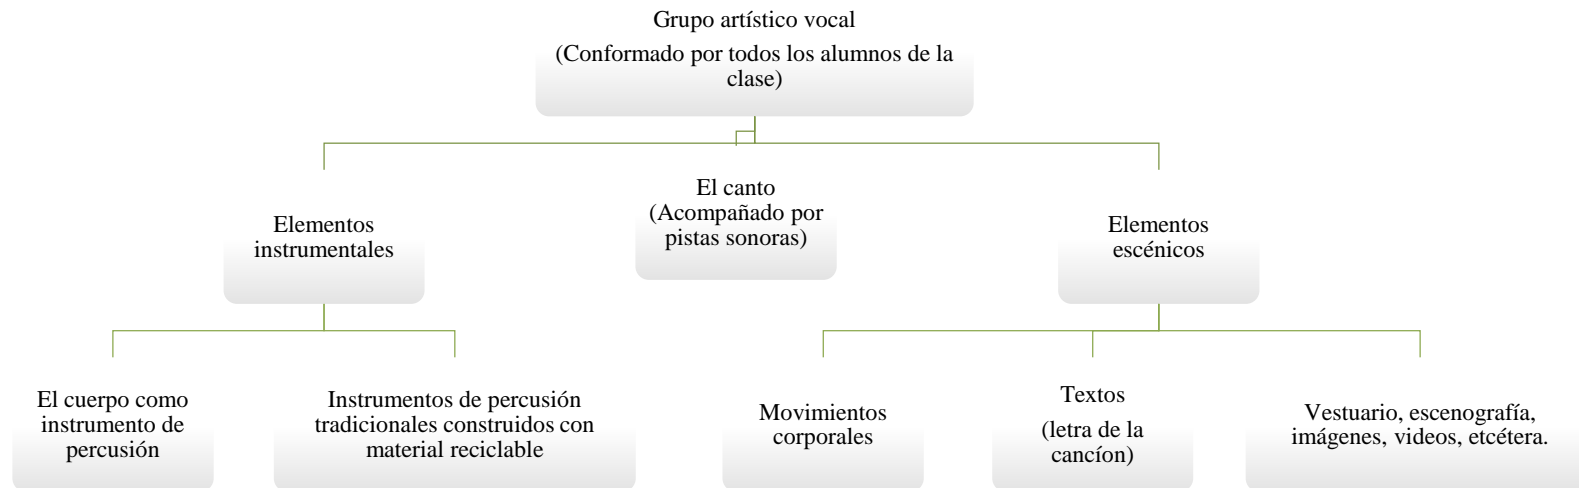 Grupo artístico vocal
(Conformado por todos los alumnos de la
clase)
El canto
(Acompañado por
pistas sonoras)
Elementos
instrumentales
Elementos
escénicos
El cuerpo como
instrumento de
percusión
Instrumentos de percusión
tradicionales construidos con
material reciclable
Movimientos
corporales
Textos
(letra de la
cancíon)
Vestuario, escenografía,
imágenes, videos, etcétera.